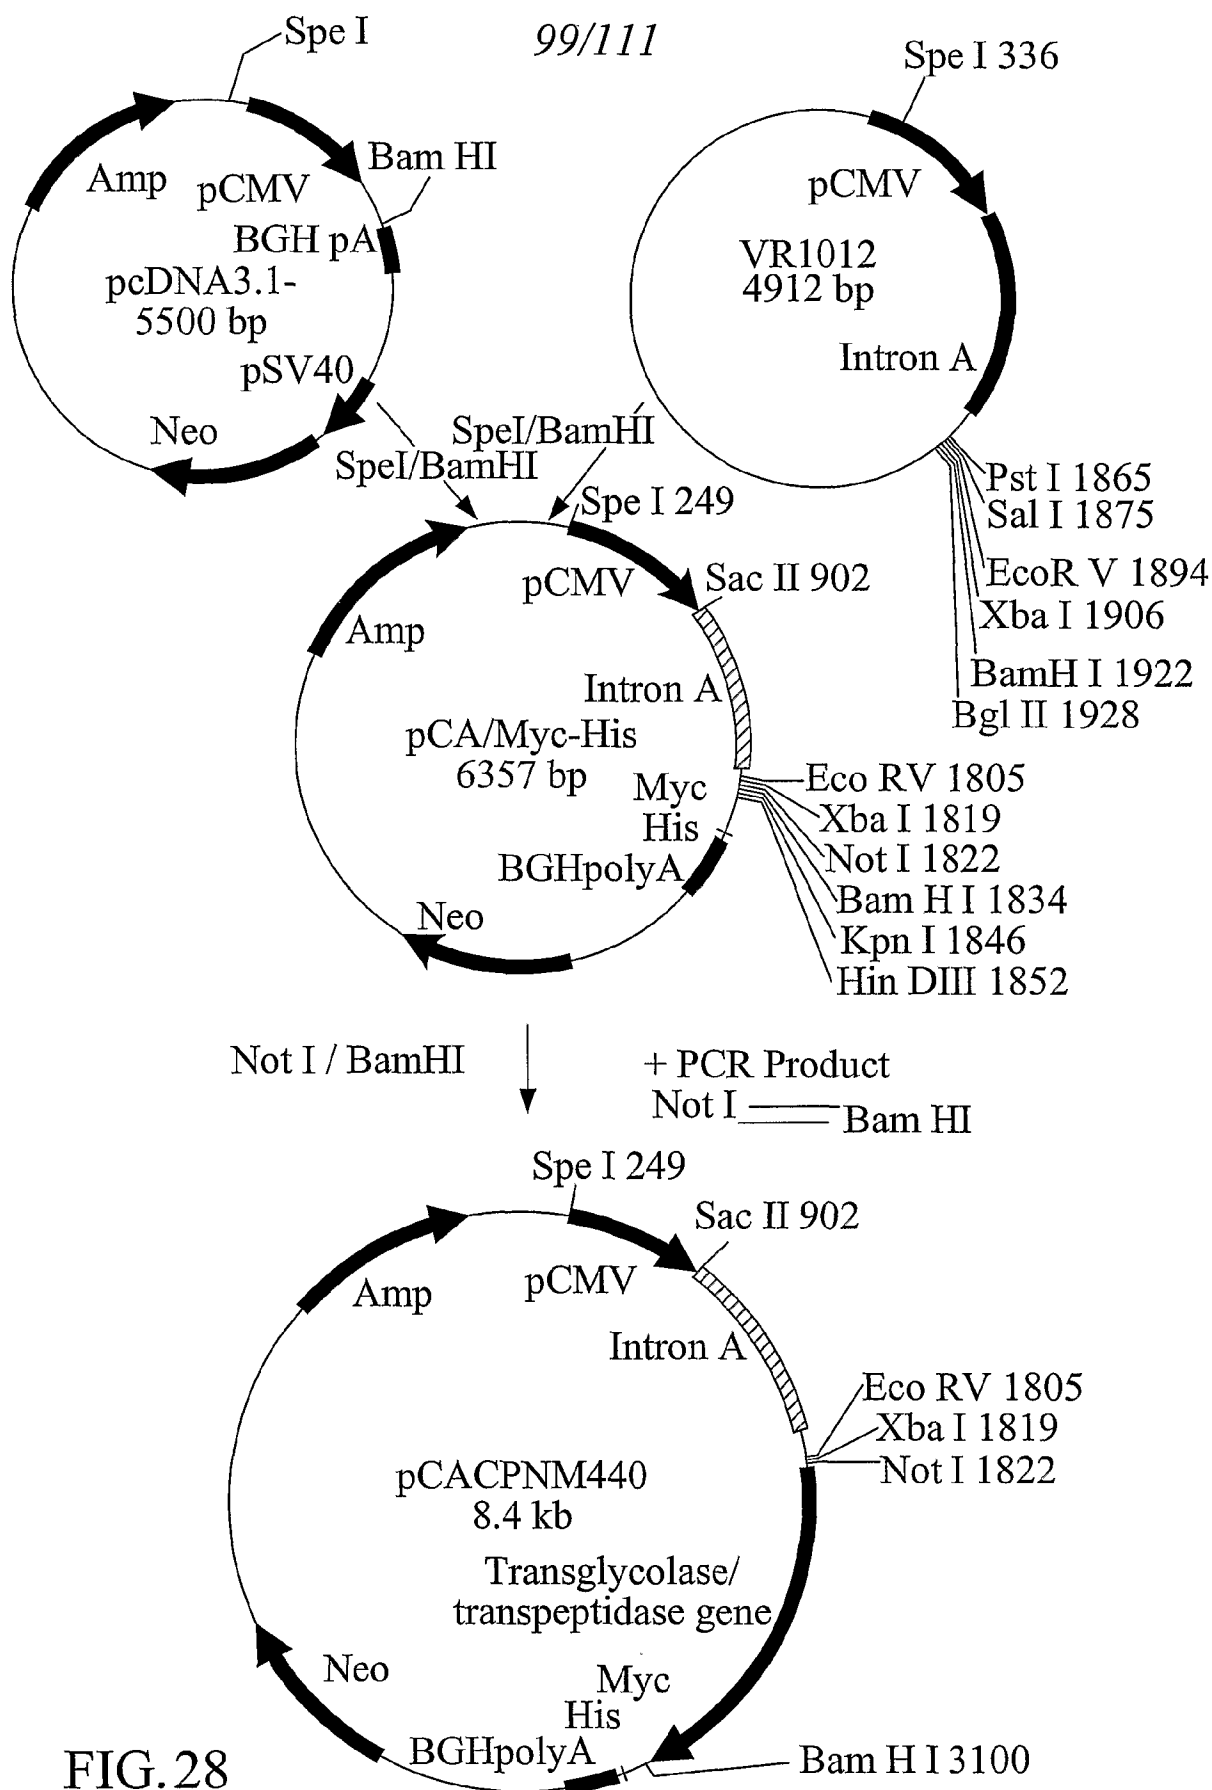 99/111
Spe I
Amp
pCMV
Bam HI
BGH pA
pcDNA3.1-
5500 bp
pSV40
Neo
Spe I 336
pCMV
VR1012
4912 bp
Intron A
Pst I 1865
Sal I 1875
EcoR V 1894
Xba I 1906
BamH I 1922
Bgl II 1928
SpeI/BamHI
SpeI/BamHI
Spe I 249
pCMV
Sac II 902
Amp
Intron A
pCA/Myc-His
6357 bp
Myc
His
BGHpolyA
Neo
Eco RV 1805
Xba I 1819
Not I 1822
Bam H I 1834
Kpn I 1846
Hin DIII 1852
Not I / BamHI
+ PCR Product
Not I
Bam HI
Spe I 249
Sac II 902
Amp
pCMV
Intron A
Eco RV 1805
Xba I 1819
Not I 1822
pCACPNM440
8.4 kb
Transglycolase/
transpeptidase gene
Neo
Myc
His
BGHpolyA
Bam H I 3100
FIG.28